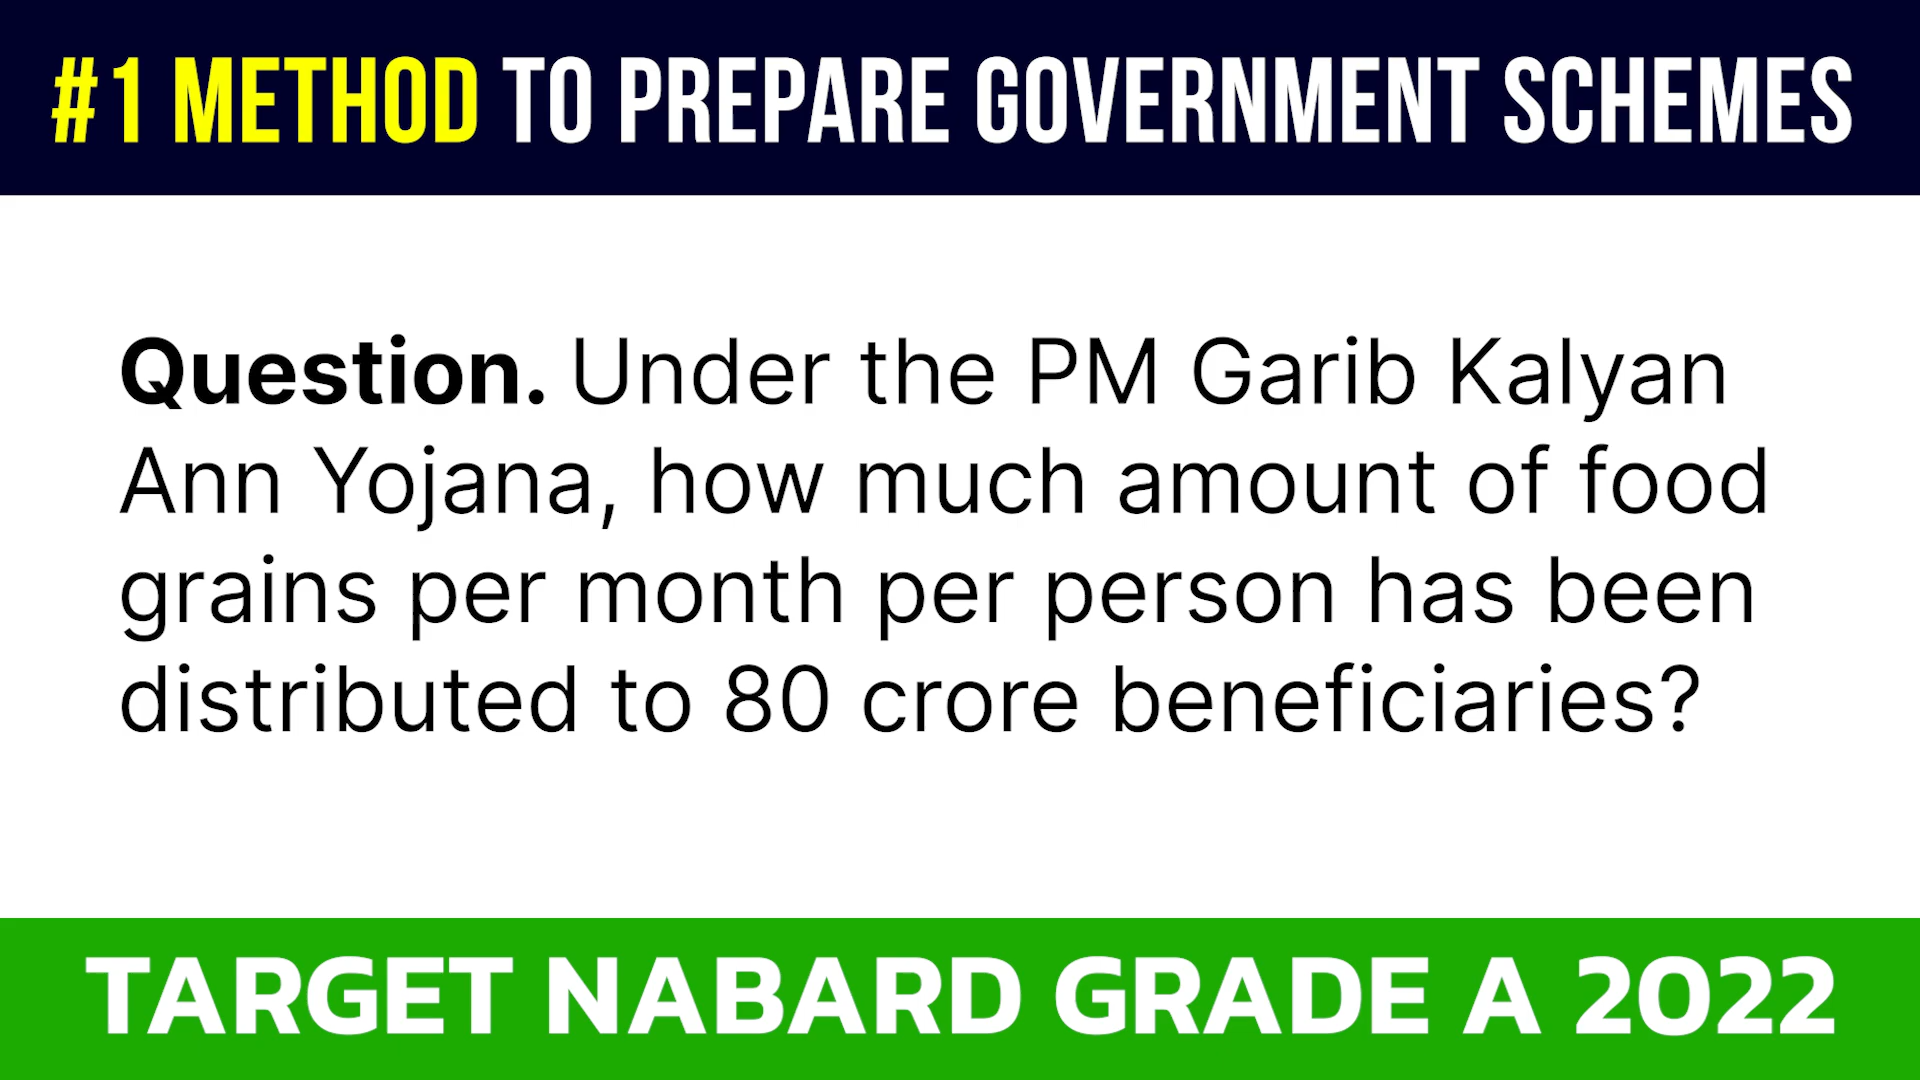 #1 METHOD TO PREPARE GOVERNMENT SCHEMES
Question. Under the PM Garib Kalyan
Ann Yojana, how much amount of food
grains per month per person has been
distributed to 80 crore beneficiaries?
TARGET NABARD GRADE A 2022